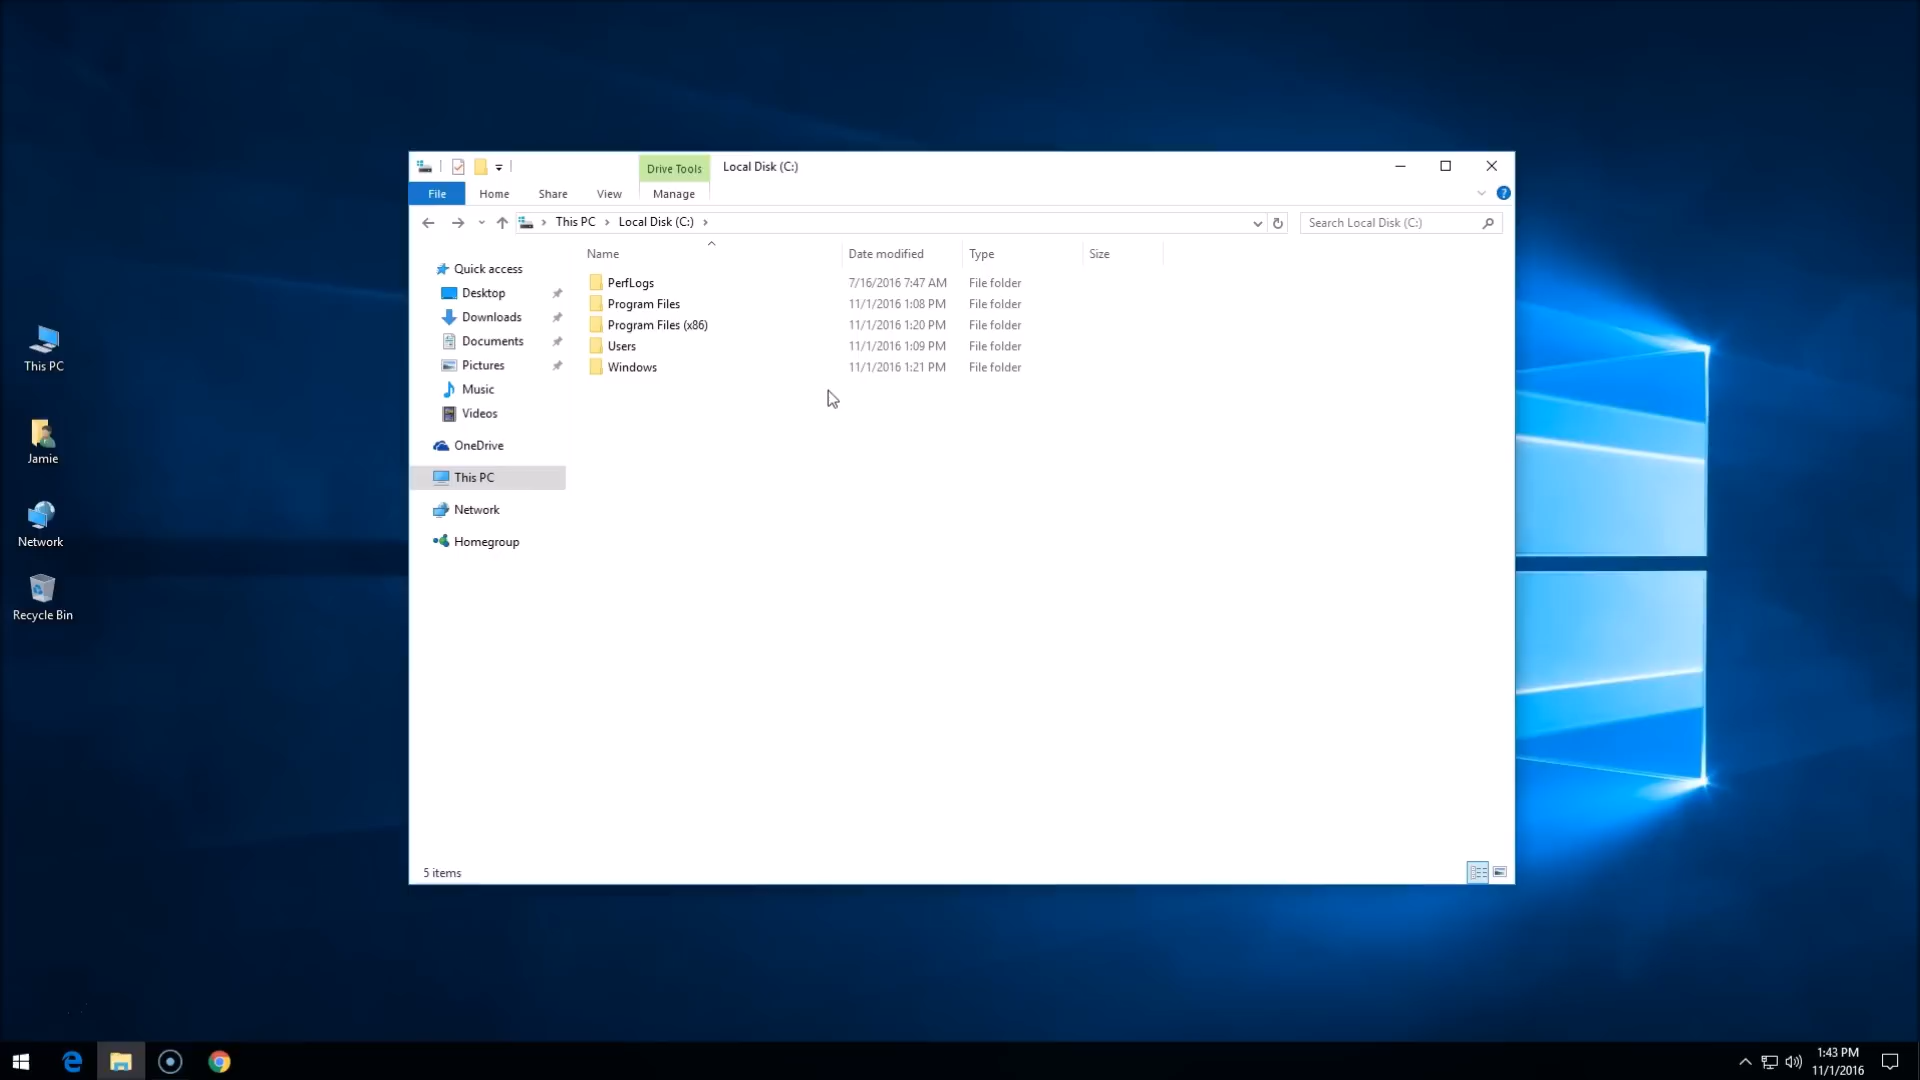 Drive Tools
Local Disk (C:)
File
Home
Share
View
Manage
This PC
Local Disk (C:)
Search Local Disk (C:)
Name
Date modified
Type
Size
Quick access
Desktop
Downloads
Documents
Pictures
Music
Videos
OneDrive
This PC
Network
Homegroup
PerfLogs 7/16/2016 7:47 AM File folder
Program Files 11/1/2016 1:08 PM File folder
Program Files (x86) 11/1/2016 1:20 PM File folder
Users 11/1/2016 1:09 PM File folder
Windows 11/1/2016 1:21 PM File folder
5 items
This PC
Jamie
Network
Recycle Bin
1:43 PM
11/1/2016